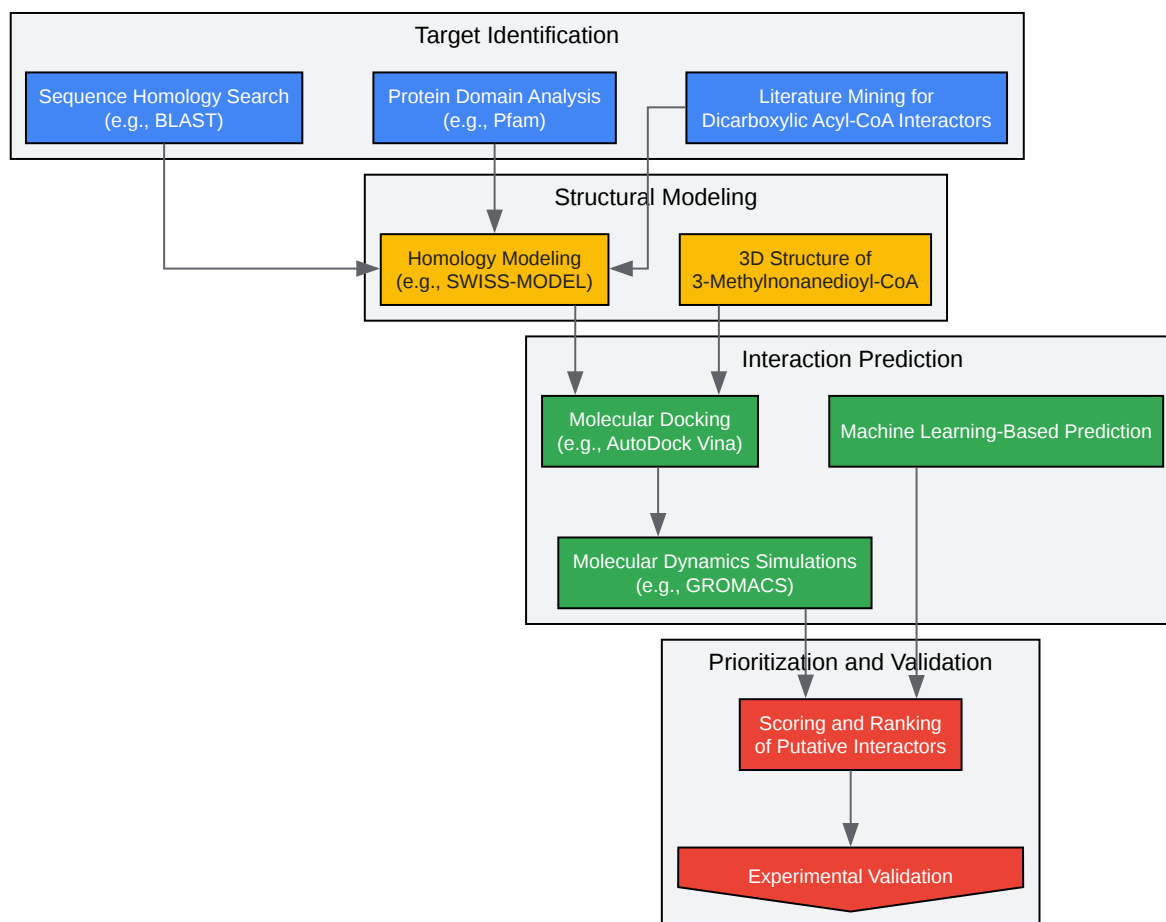 Target Identification
Sequence Homology Search
(e.g., BLAST)
Protein Domain Analysis
(e.g., Pfam)
Literature Mining for
Dicarboxylic Acyl-CoA Interactors
Structural Modeling
Homology Modeling
(e.g., SWISS-MODEL)
3D Structure of
3-Methylnonanedioyl-CoA
Interaction Prediction
Molecular Docking
(e.g., AutoDock Vina)
Machine Learning-Based Prediction
Molecular Dynamics Simulations
(e.g., GROMACS)
Prioritization and Validation
Scoring and Ranking
of Putative Interactors
Experimental Validation